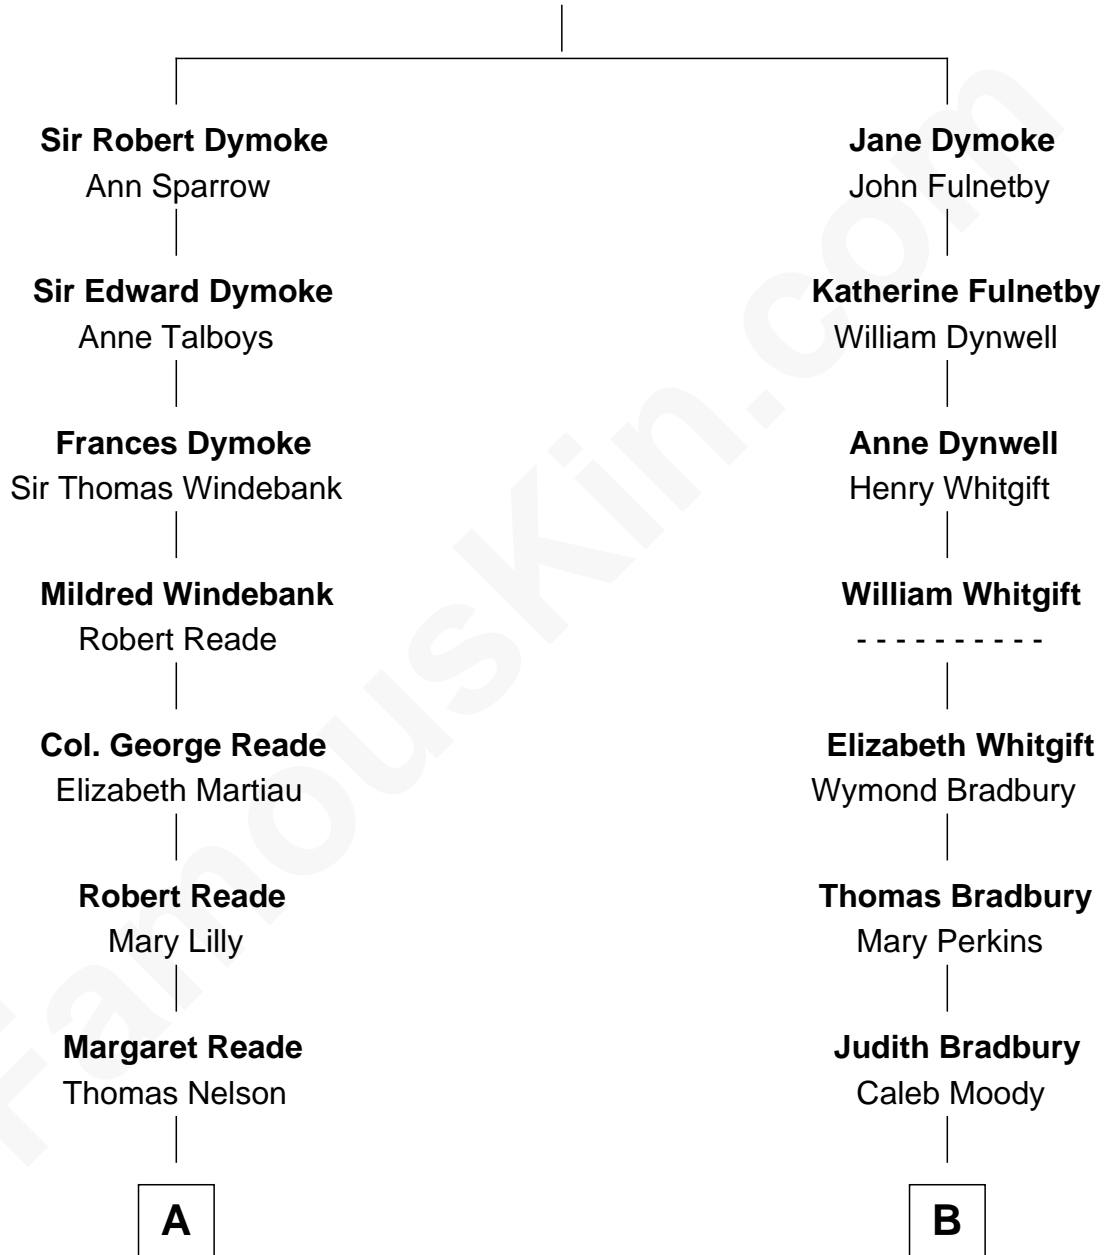 Sir Robert Dymoke
Ann Sparrow
Sir Edward Dymoke
Anne Talboys
Frances Dymoke
Sir Thomas Windebank
Mildred Windebank
Robert Reade
Col. George Reade
Elizabeth Martiau
Robert Reade
Mary Lilly
Margaret Reade
Thomas Nelson
A
Jane Dymoke
John Fulnetby
Katherine Fulnetby
William Dynwell
Anne Dynwell
Henry Whitgift
William Whitgift
- - - - - - - - - -
Elizabeth Whitgift
Wymond Bradbury
Thomas Bradbury
Mary Perkins
Judith Bradbury
Caleb Moody
B
FamousKin.com